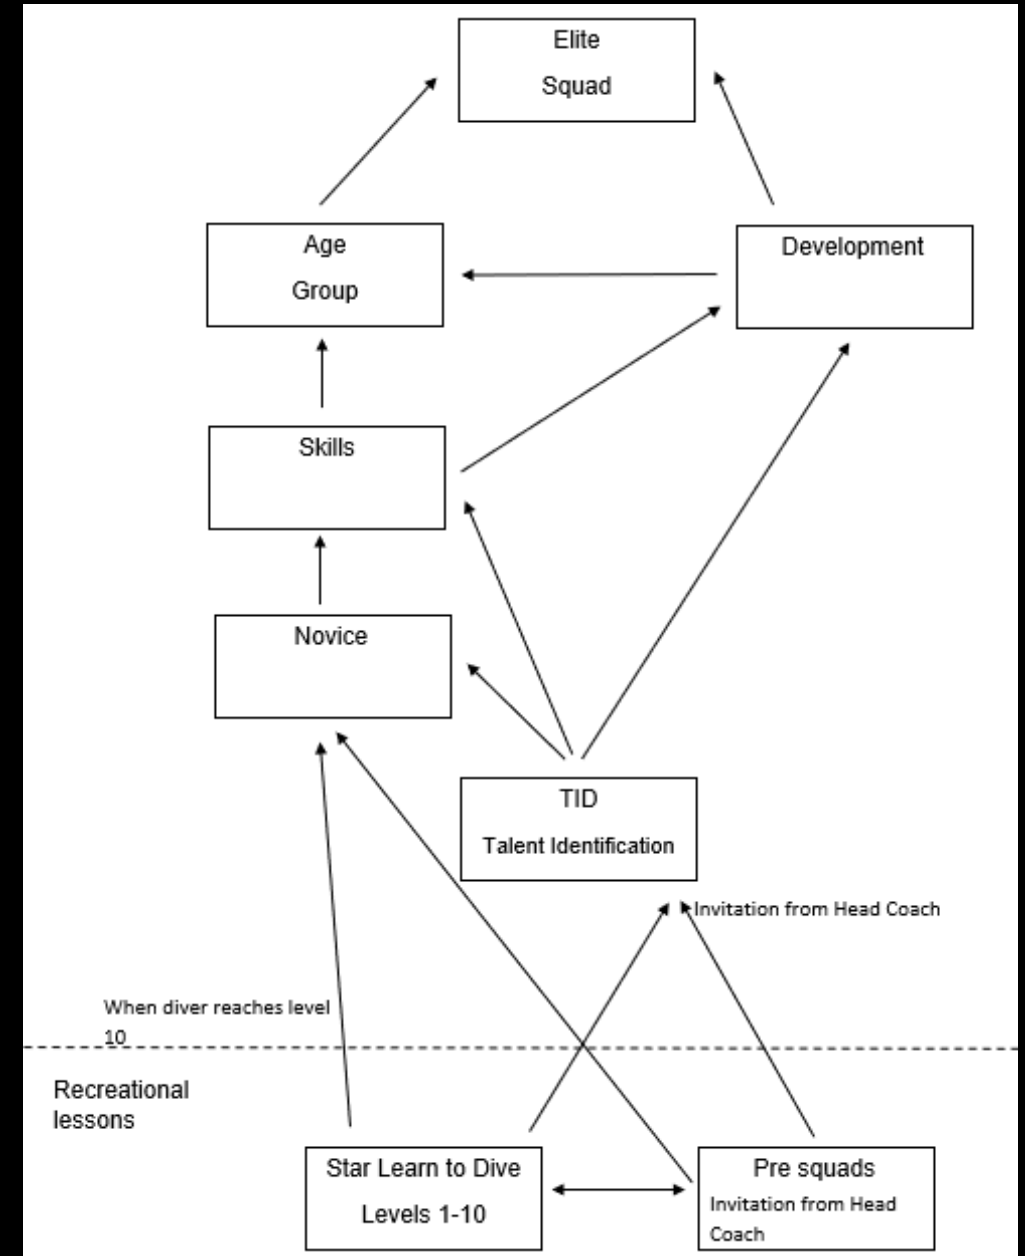 Elite
Squad
Age
Group
Development
Skills
Novice
TID
Talent Identification
Invitation from Head Coach
When diver reaches level
10
Recreational
lessons
Star Learn to Dive
Levels 1-10
Pre squads
Invitation from Head
Coach